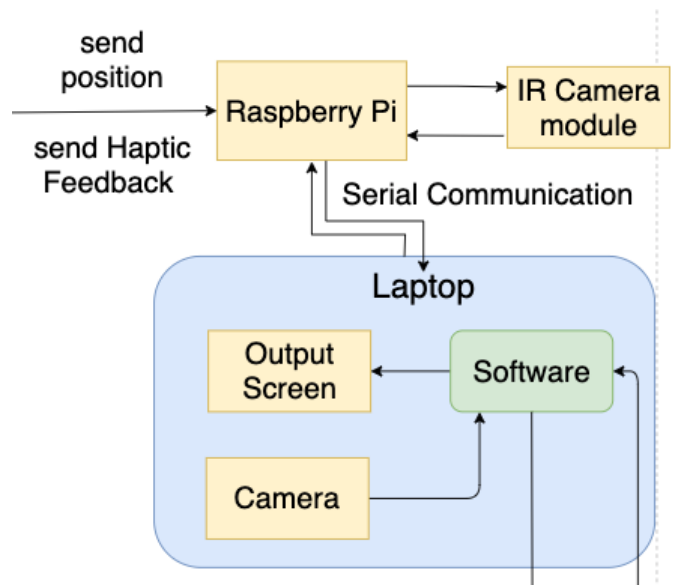 send
position
send Haptic
Feedback
Raspberry Pi
IR Camera
module
Serial Communication
Laptop
Output
Screen
Software
Camera